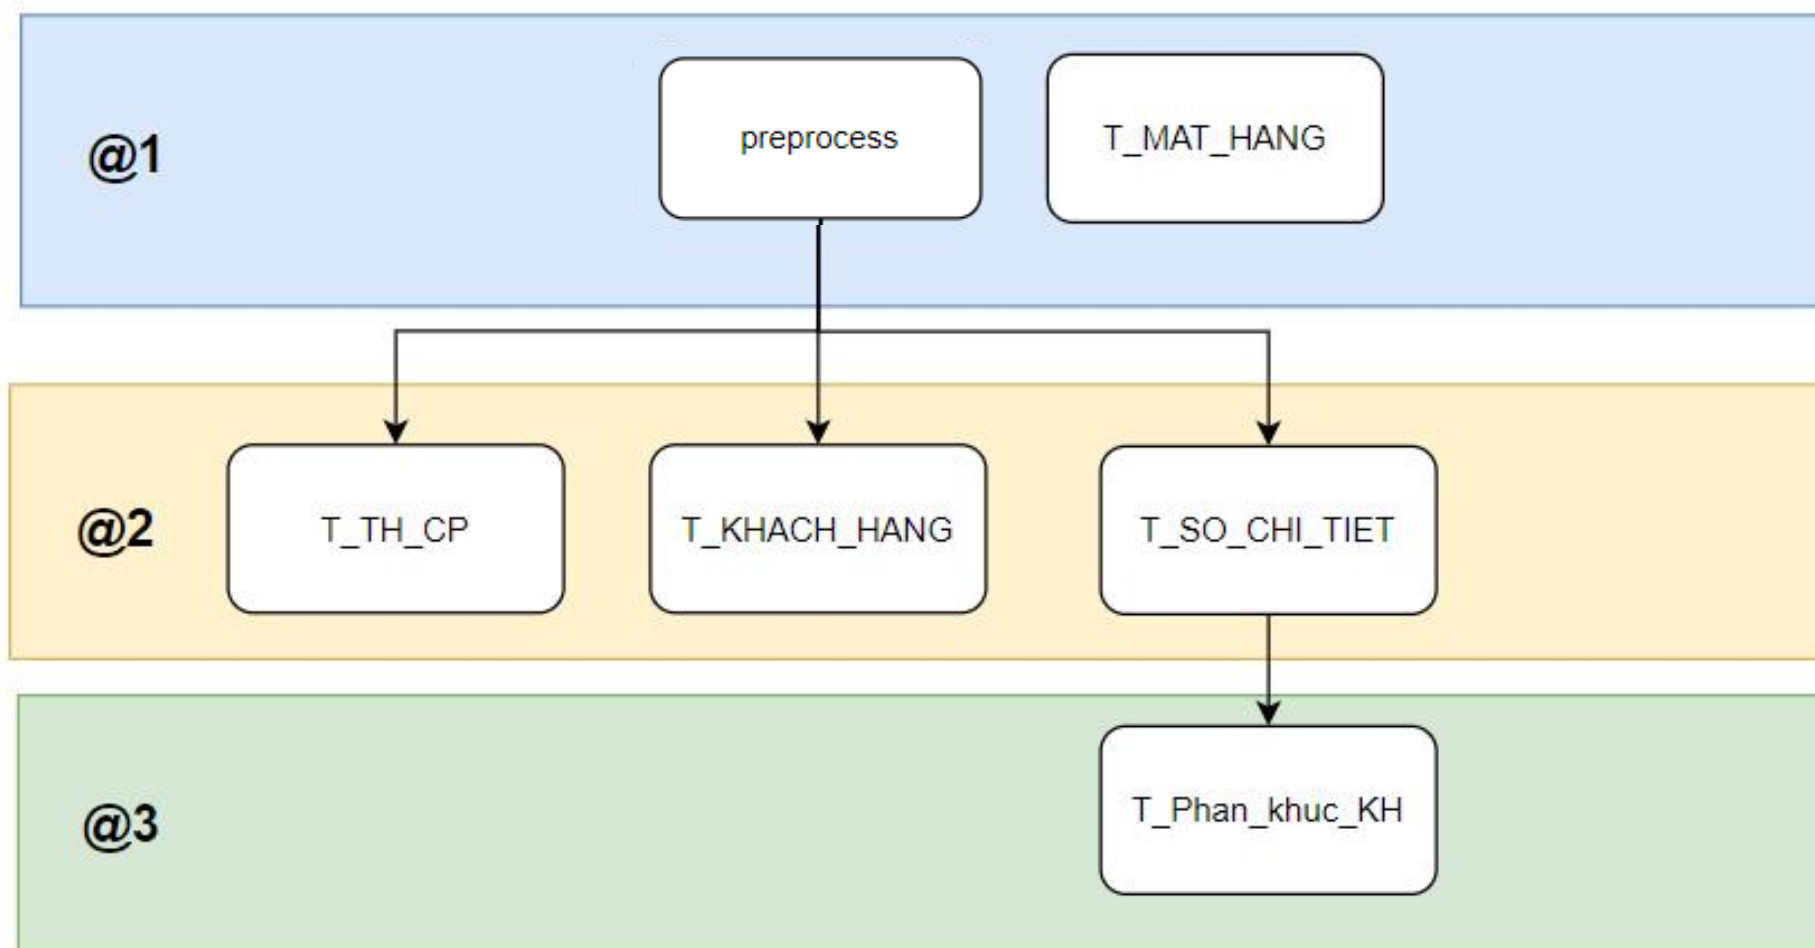 @1
preprocess
T_MAT_HANG
@2
T_TH_CP
T_KHACH_HANG
T_SO_CHI_TIET
@3
T_Phan_khuc_KH